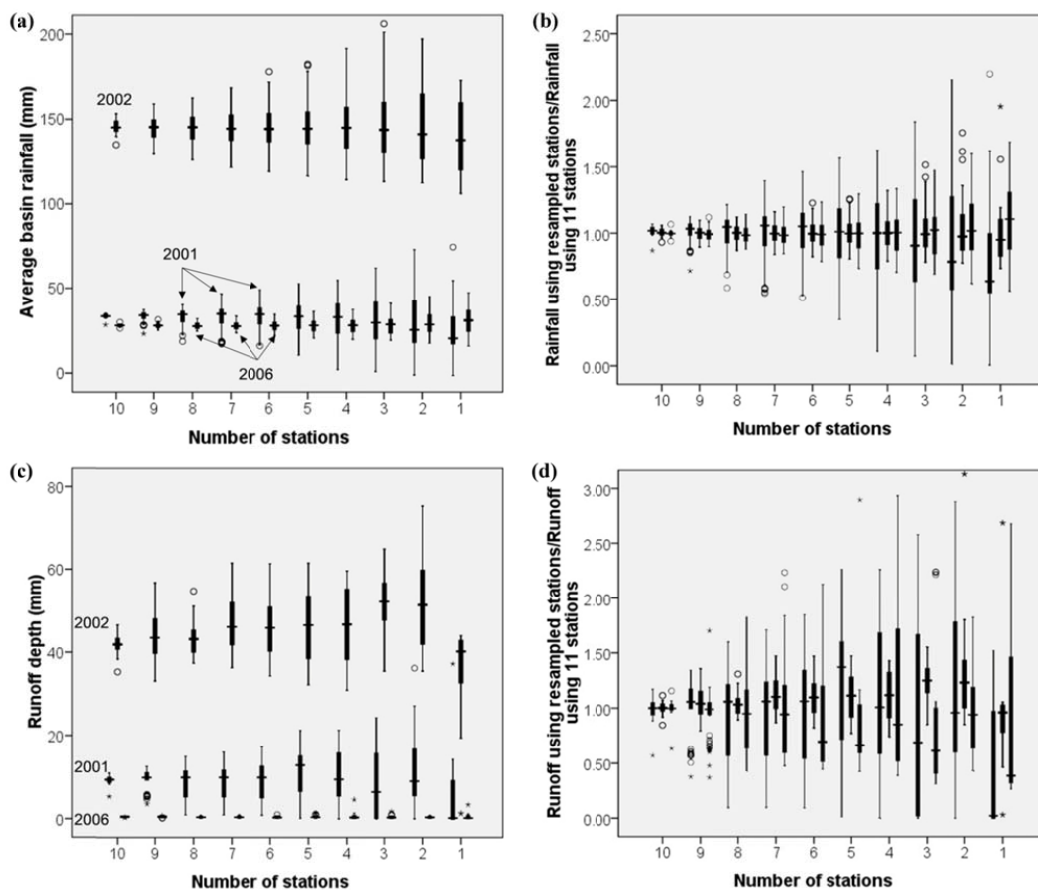 (a)
Average basin rainfall (mm)
200
150
100
50
0
2002
2001
2006
10 9 8 7 6 5 4 3 2 1
Number of stations
(b)
Rainfall using resampled stations/Rainfall
using 11 stations
2.50
2.00
1.50
1.00
0.50
0.00
10 9 8 7 6 5 4 3 2 1
Number of stations
(c)
Runoff depth (mm)
80
60
40
20
0
2002
2001
2006
10 9 8 7 6 5 4 3 2 1
Number of stations
(d)
Runoff using resampled stations/Runoff
using 11 stations
3.00
2.50
2.00
1.50
1.00
0.50
0.00
10 9 8 7 6 5 4 3 2 1
Number of stations